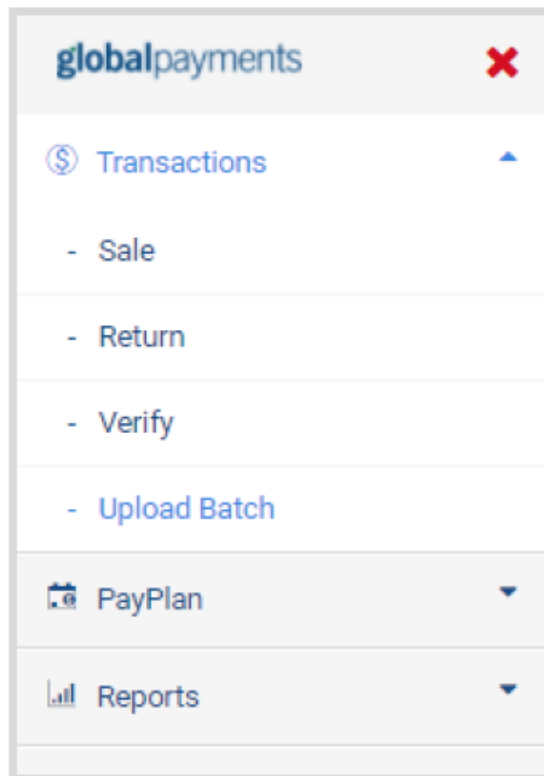 globalpayments
Transactions
- Sale
- Return
- Verify
- Upload Batch
PayPlan
Reports